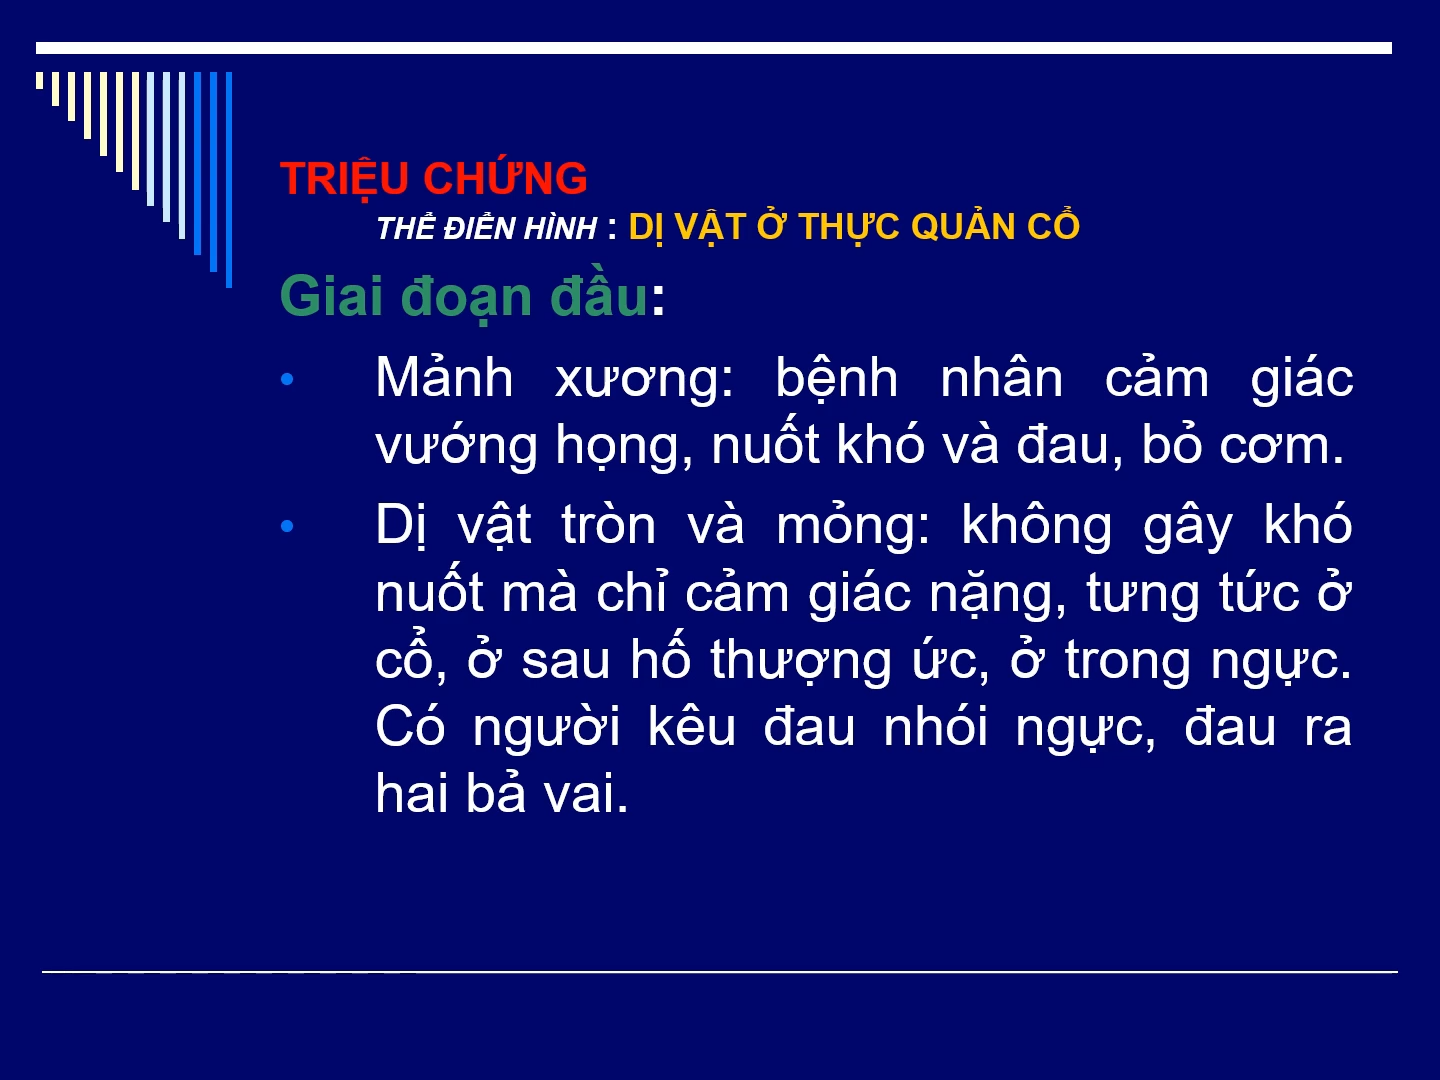 TRIỆU CHỨNG
THỂ ĐIỂN HÌNH : DỊ VẬT Ở THỰC QUẢN CỔ
Giai đoạn đầu:
• Mảnh xương: bệnh nhân cảm giác
vướng họng, nuốt khó và đau, bỏ cơm.
• Dị vật tròn và mỏng: không gây khó
nuốt mà chỉ cảm giác nặng, tưng tức ở
cổ, ở sau hố thượng ức, ở trong ngực.
Có người kêu đau nhói ngực, đau ra
hai bả vai.